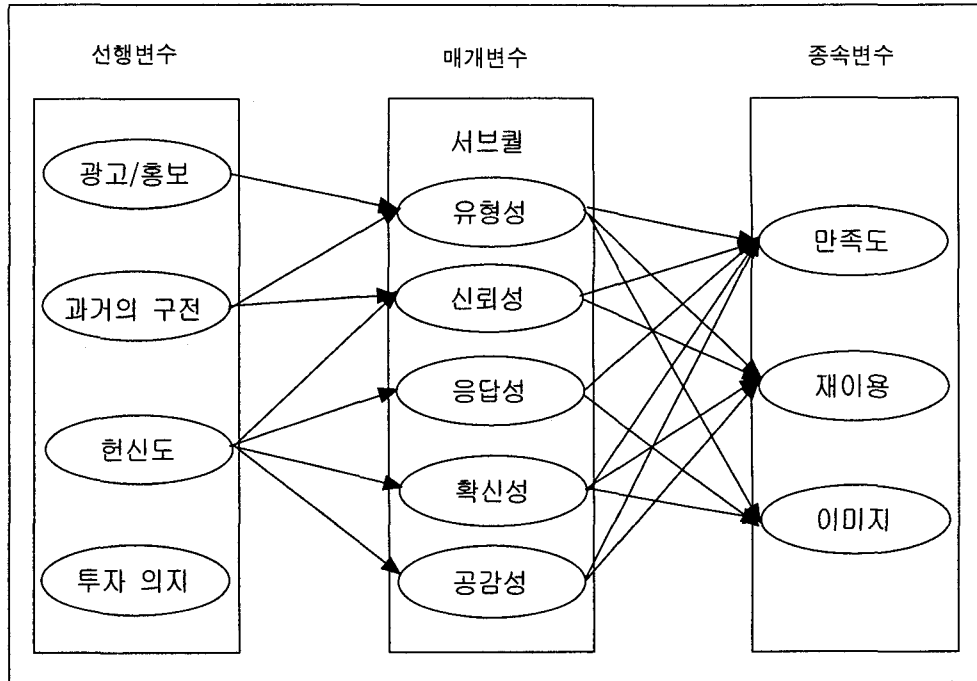 선행변수
매개변수
종속변수
서브퀄
광고/홍보
과거의 구전
헌신도
투자 의지
유형성
신뢰성
응답성
확신성
공감성
만족도
재이용
이미지